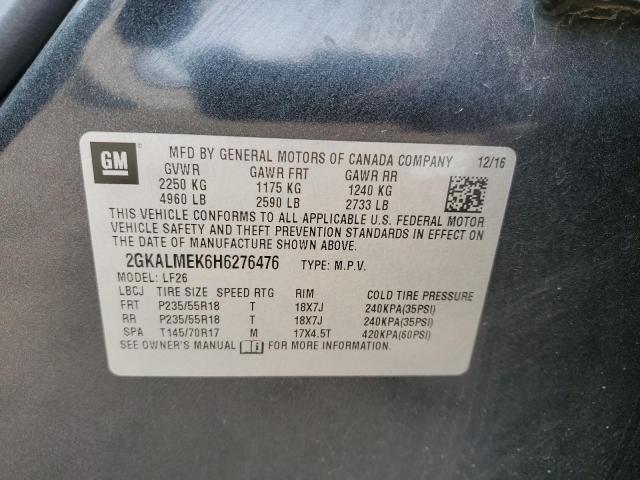 GM MFD BY GENERAL MOTORS OF CANADA COMPANY 12/16
GVWR GAWR FRT GAWR RR
2250 KG 1175 KG 1240 KG
4960 LB 2590 LB 2733 LB
THIS VEHICLE CONFORMS TO ALL APPLICABLE U.S. FEDERAL MOTOR
VEHICLE SAFETY AND THEFT PREVENTION STANDARDS IN EFFECT
ON THE DATE OF MANUFACTURE SHOWN ABOVE.
2GKALMEK6H6276476 TYPE: M.P.V.
MODEL: LF26
LBCJ TIRE SIZE SPEED RTG RIM COLD TIRE PRESSURE
FRT P235/55R18 T 18X7J 240KPA(35PSI)
RR P235/55R18 T 18X7J 240KPA(35PSI)
SPA T145/70R17 M 17X4.5T 420KPA(60PSI)
SEE OWNER'S MANUAL FOR MORE INFORMATION